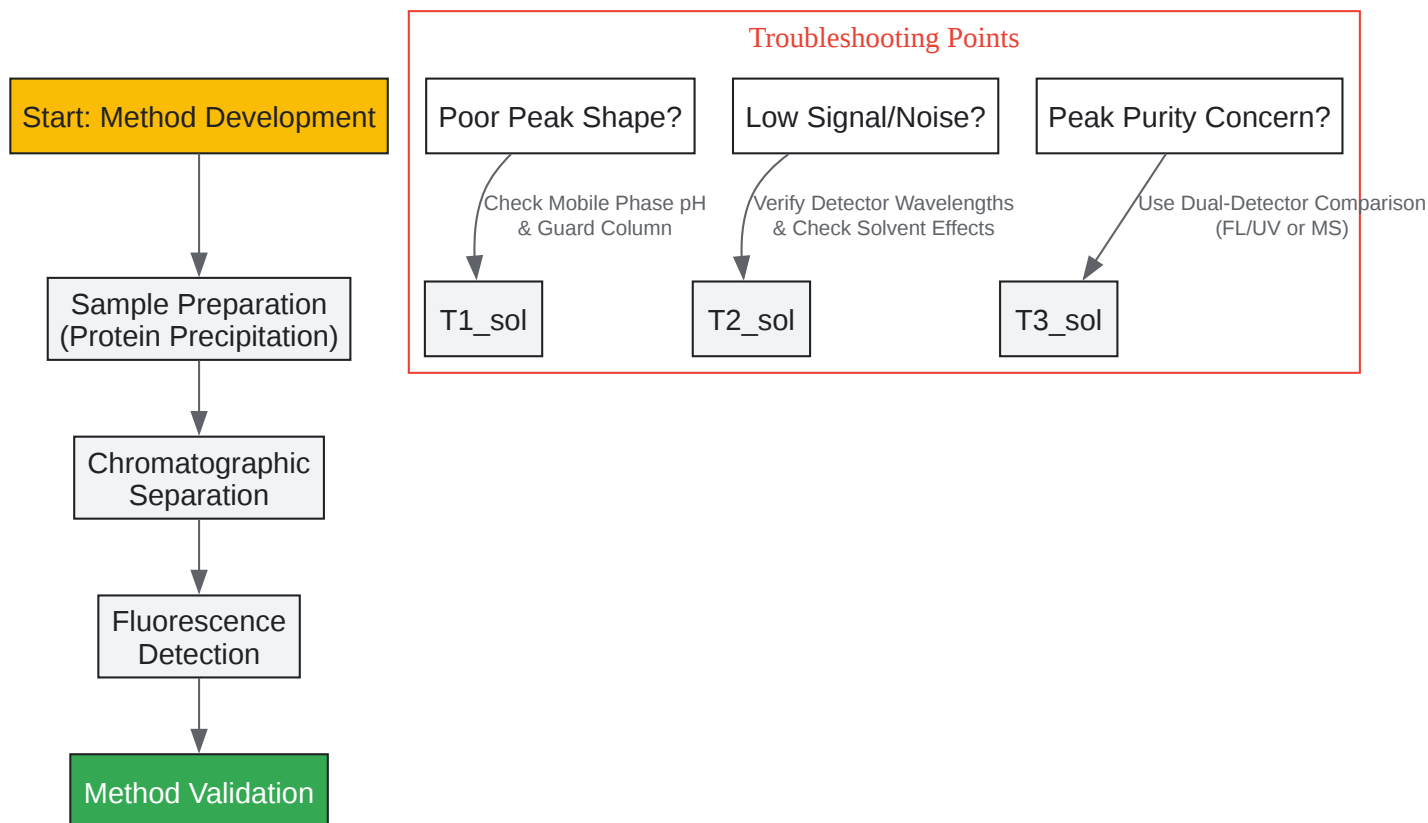 Start: Method Development
Sample Preparation
(Protein Precipitation)
Chromatographic
Separation
Fluorescence
Detection
Method Validation
Troubleshooting Points
Poor Peak Shape?
Check Mobile Phase pH
& Guard Column
T1_sol
Low Signal/Noise?
Verify Detector Wavelengths
& Check Solvent Effects
T2_sol
Peak Purity Concern?
Use Dual-Detector Comparison
(FL/UV or MS)
T3_sol